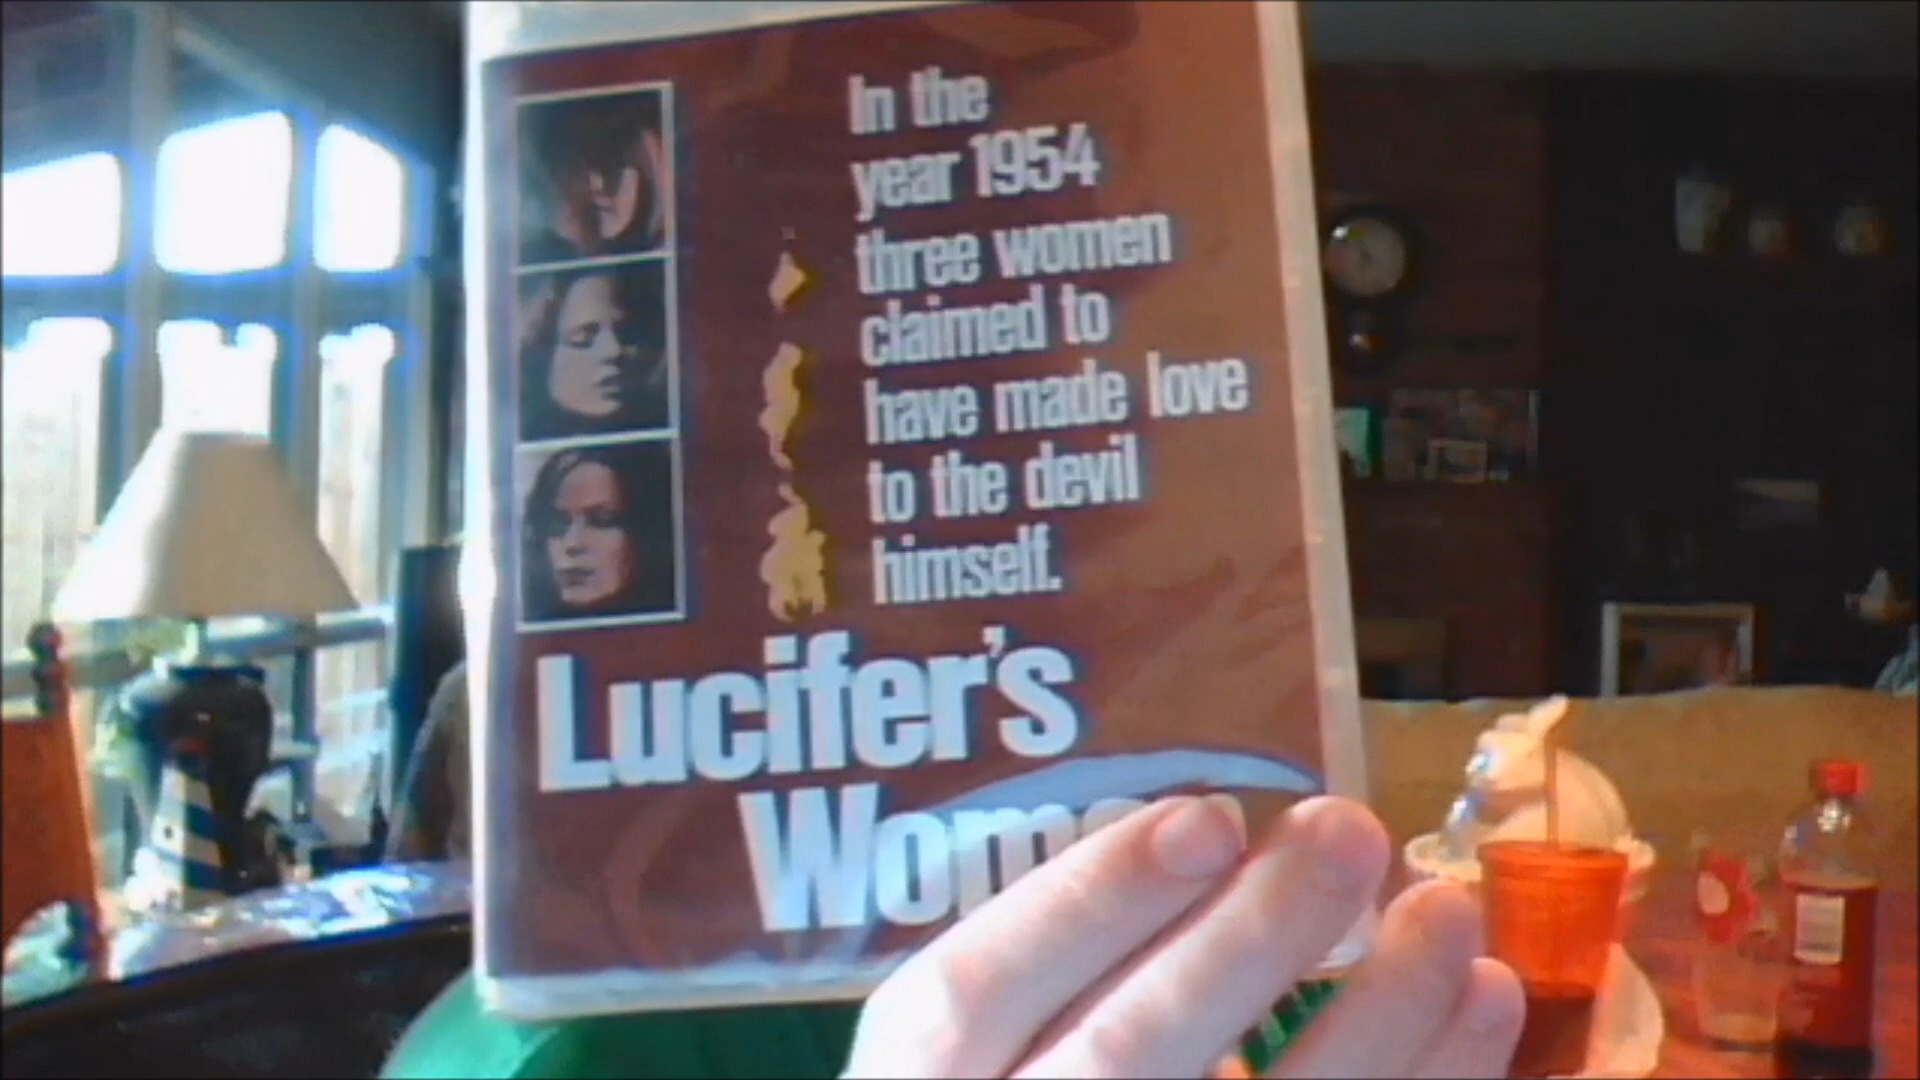 In the
year 1954
three women
claimed to
have made love
to the devil
himself.
Lucifer's